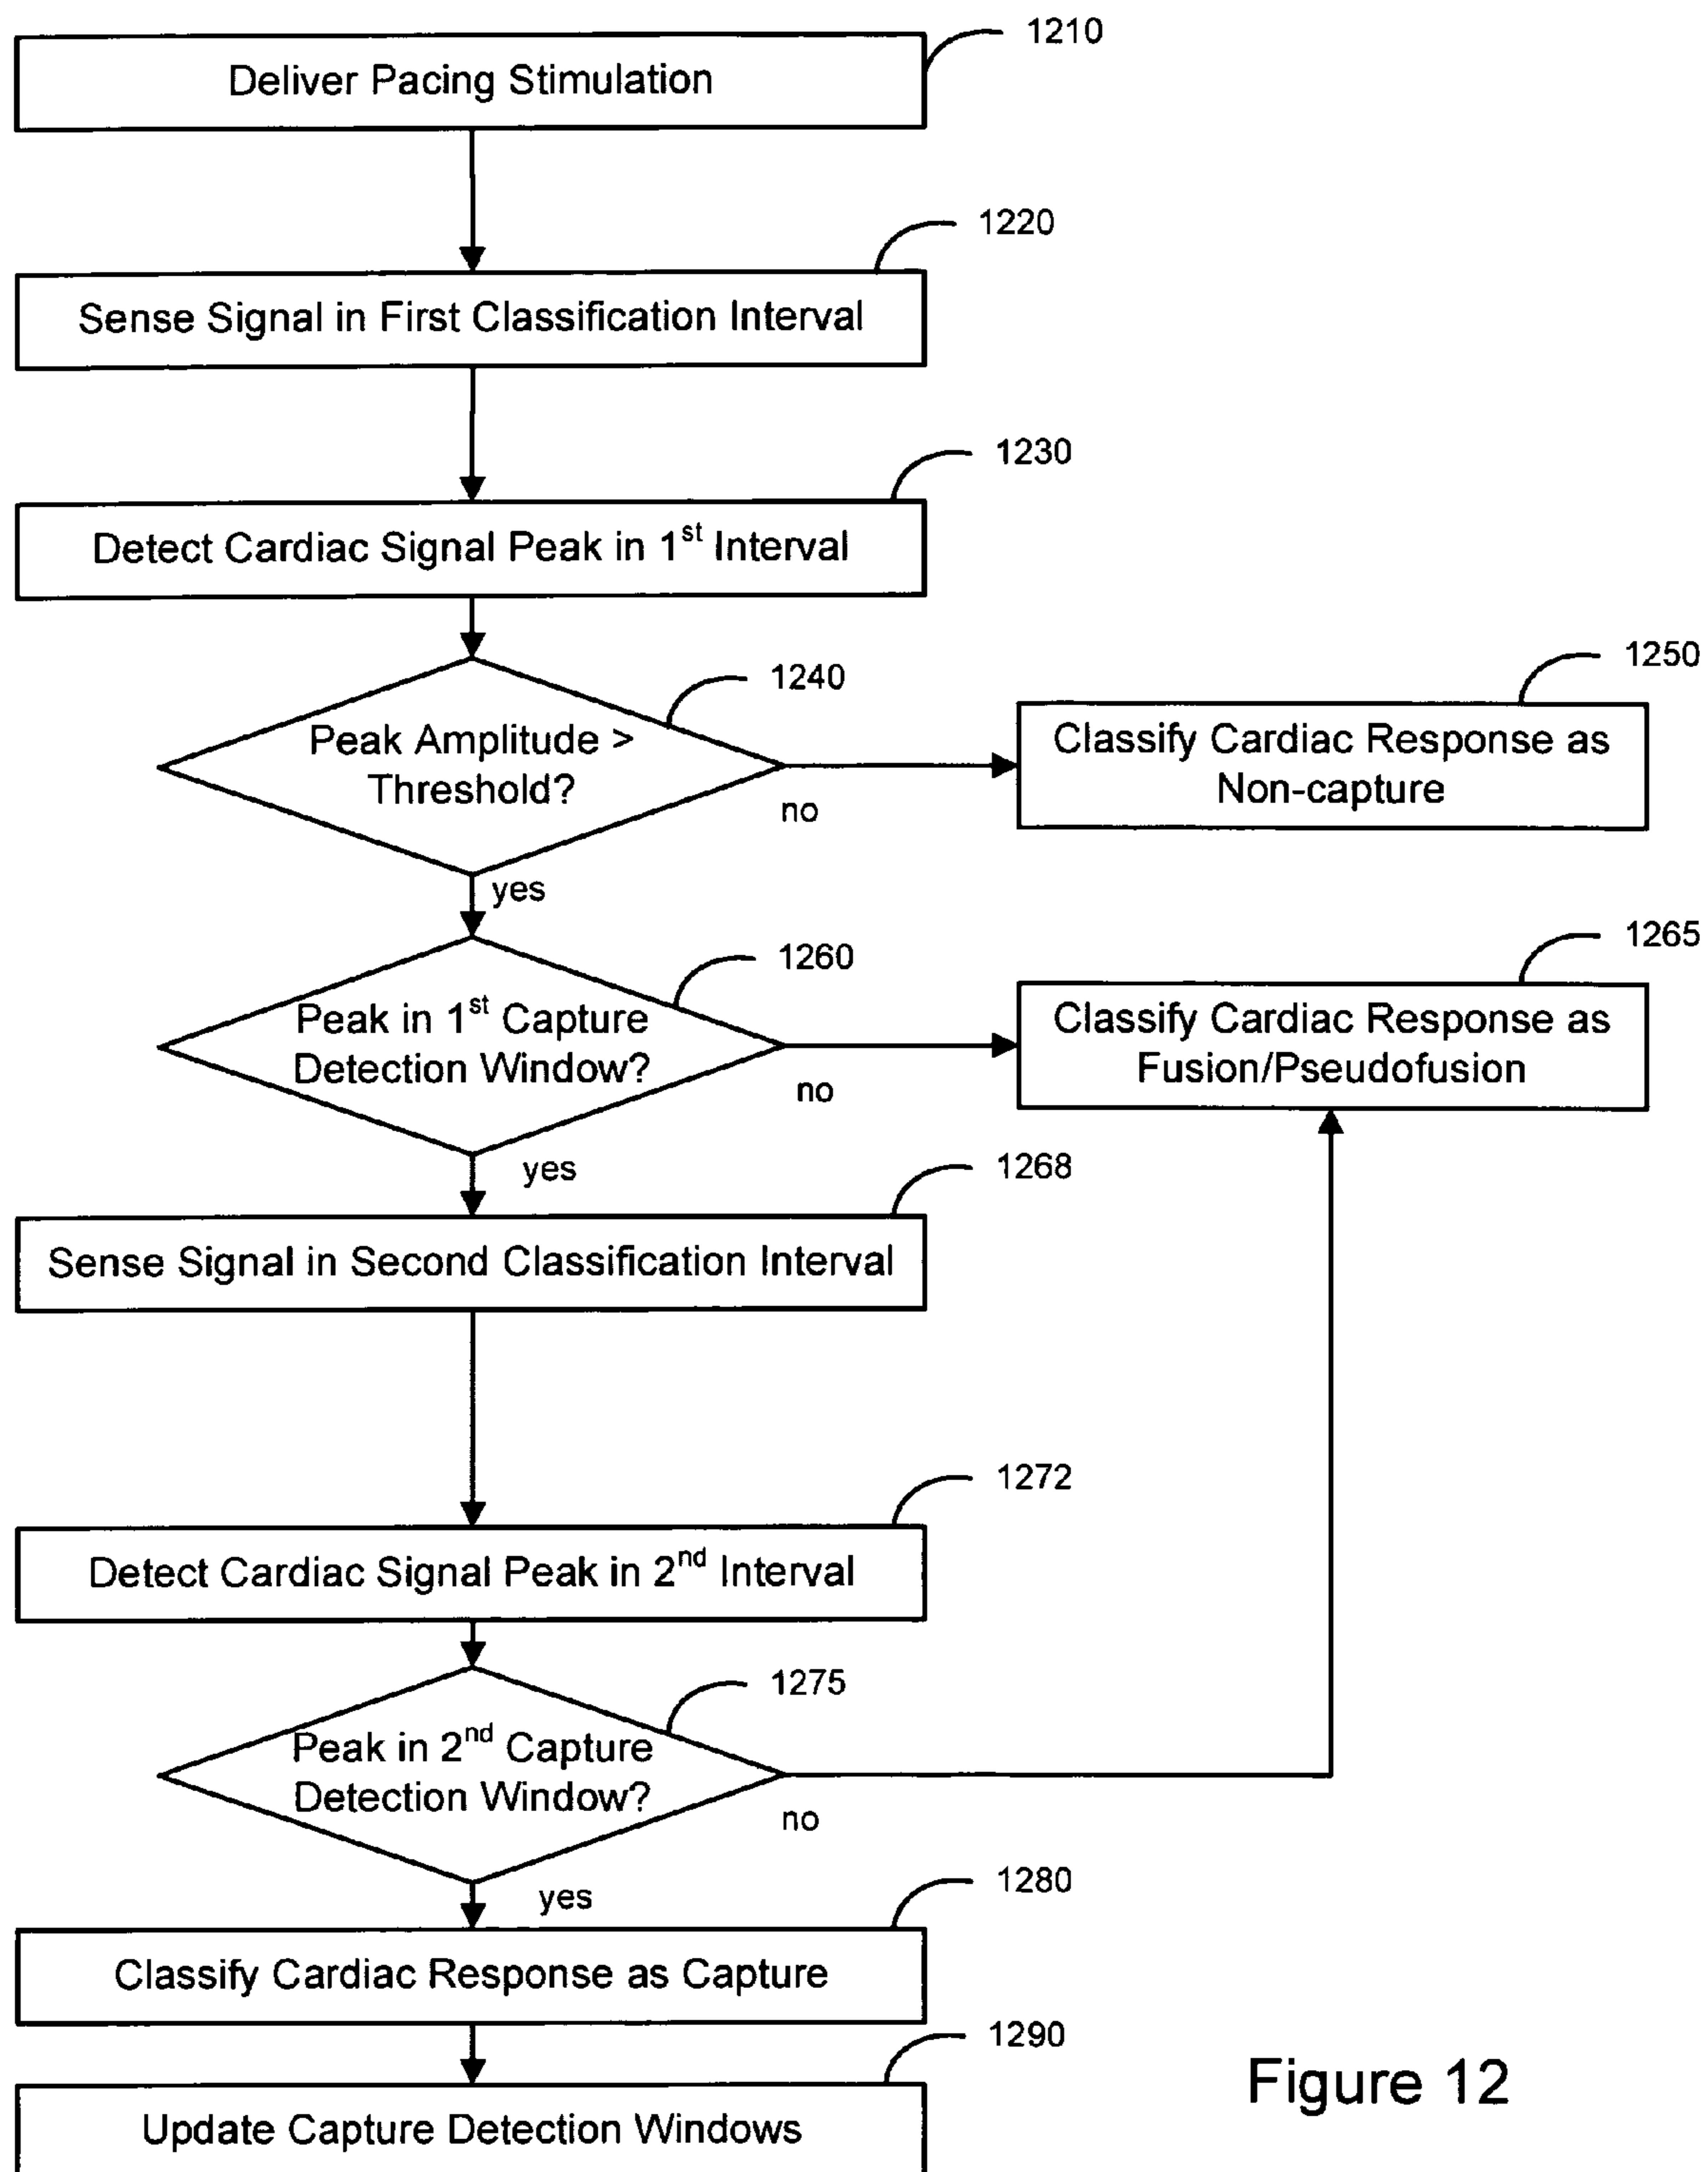 1210
Deliver Pacing Stimulation
1220
Sense Signal in First Classification Interval
1230
Detect Cardiac Signal Peak in 1st Interval
1240
Peak Amplitude >
Threshold?
no
yes
1250
Classify Cardiac Response as
Non-capture
1260
Peak in 1st Capture
Detection Window?
no
yes
1265
Classify Cardiac Response as
Fusion/Pseudofusion
1268
Sense Signal in Second Classification Interval
1272
Detect Cardiac Signal Peak in 2nd Interval
1275
Peak in 2nd Capture
Detection Window?
no
yes
1280
Classify Cardiac Response as Capture
1290
Update Capture Detection Windows
Figure 12